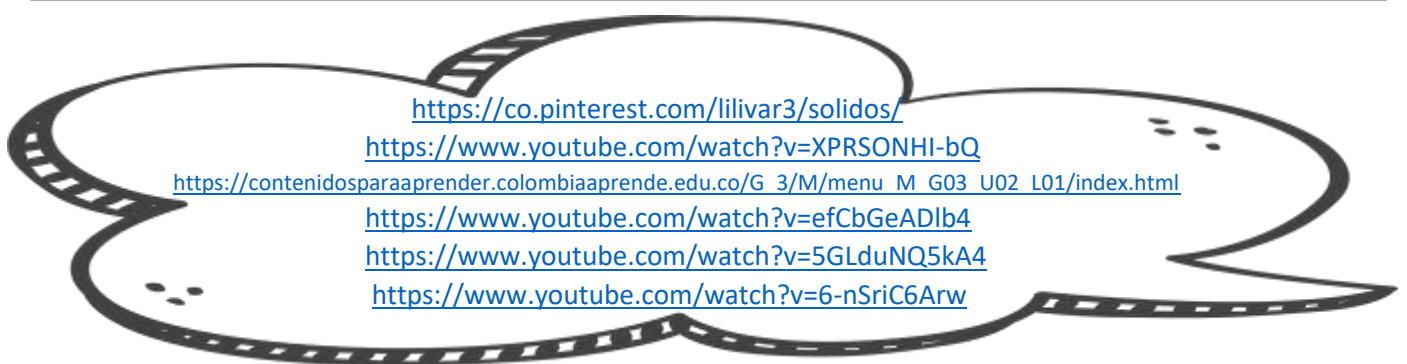 https://co.pinterest.com/lilivar3/solidos/
https://www.youtube.com/watch?v=XPRSONHI-bQ
https://contenidosparaaprender.colombiaaprende.edu.co/G_3/M/menu_M_G03_U02_L01/index.html
https://www.youtube.com/watch?v=efCbGeADlb4
https://www.youtube.com/watch?v=5GLduNQ5kA4
https://www.youtube.com/watch?v=6-nSriC6Arw